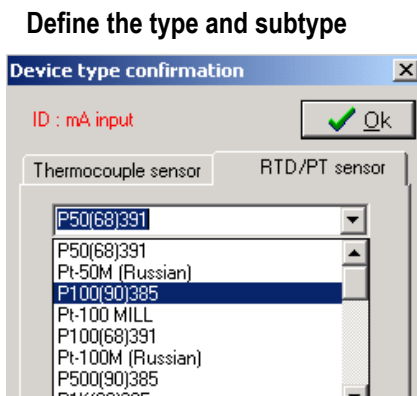 Define the type and subtype
Device type confirmation
ID : mA input
Ok
Thermocouple sensor
RTD/PT sensor
P50(68)391
P50(68)391
Pt-50M (Russian)
P100(90)385
Pt-100 MILL
P100(68)391
Pt-100M (Russian)
P500(90)385